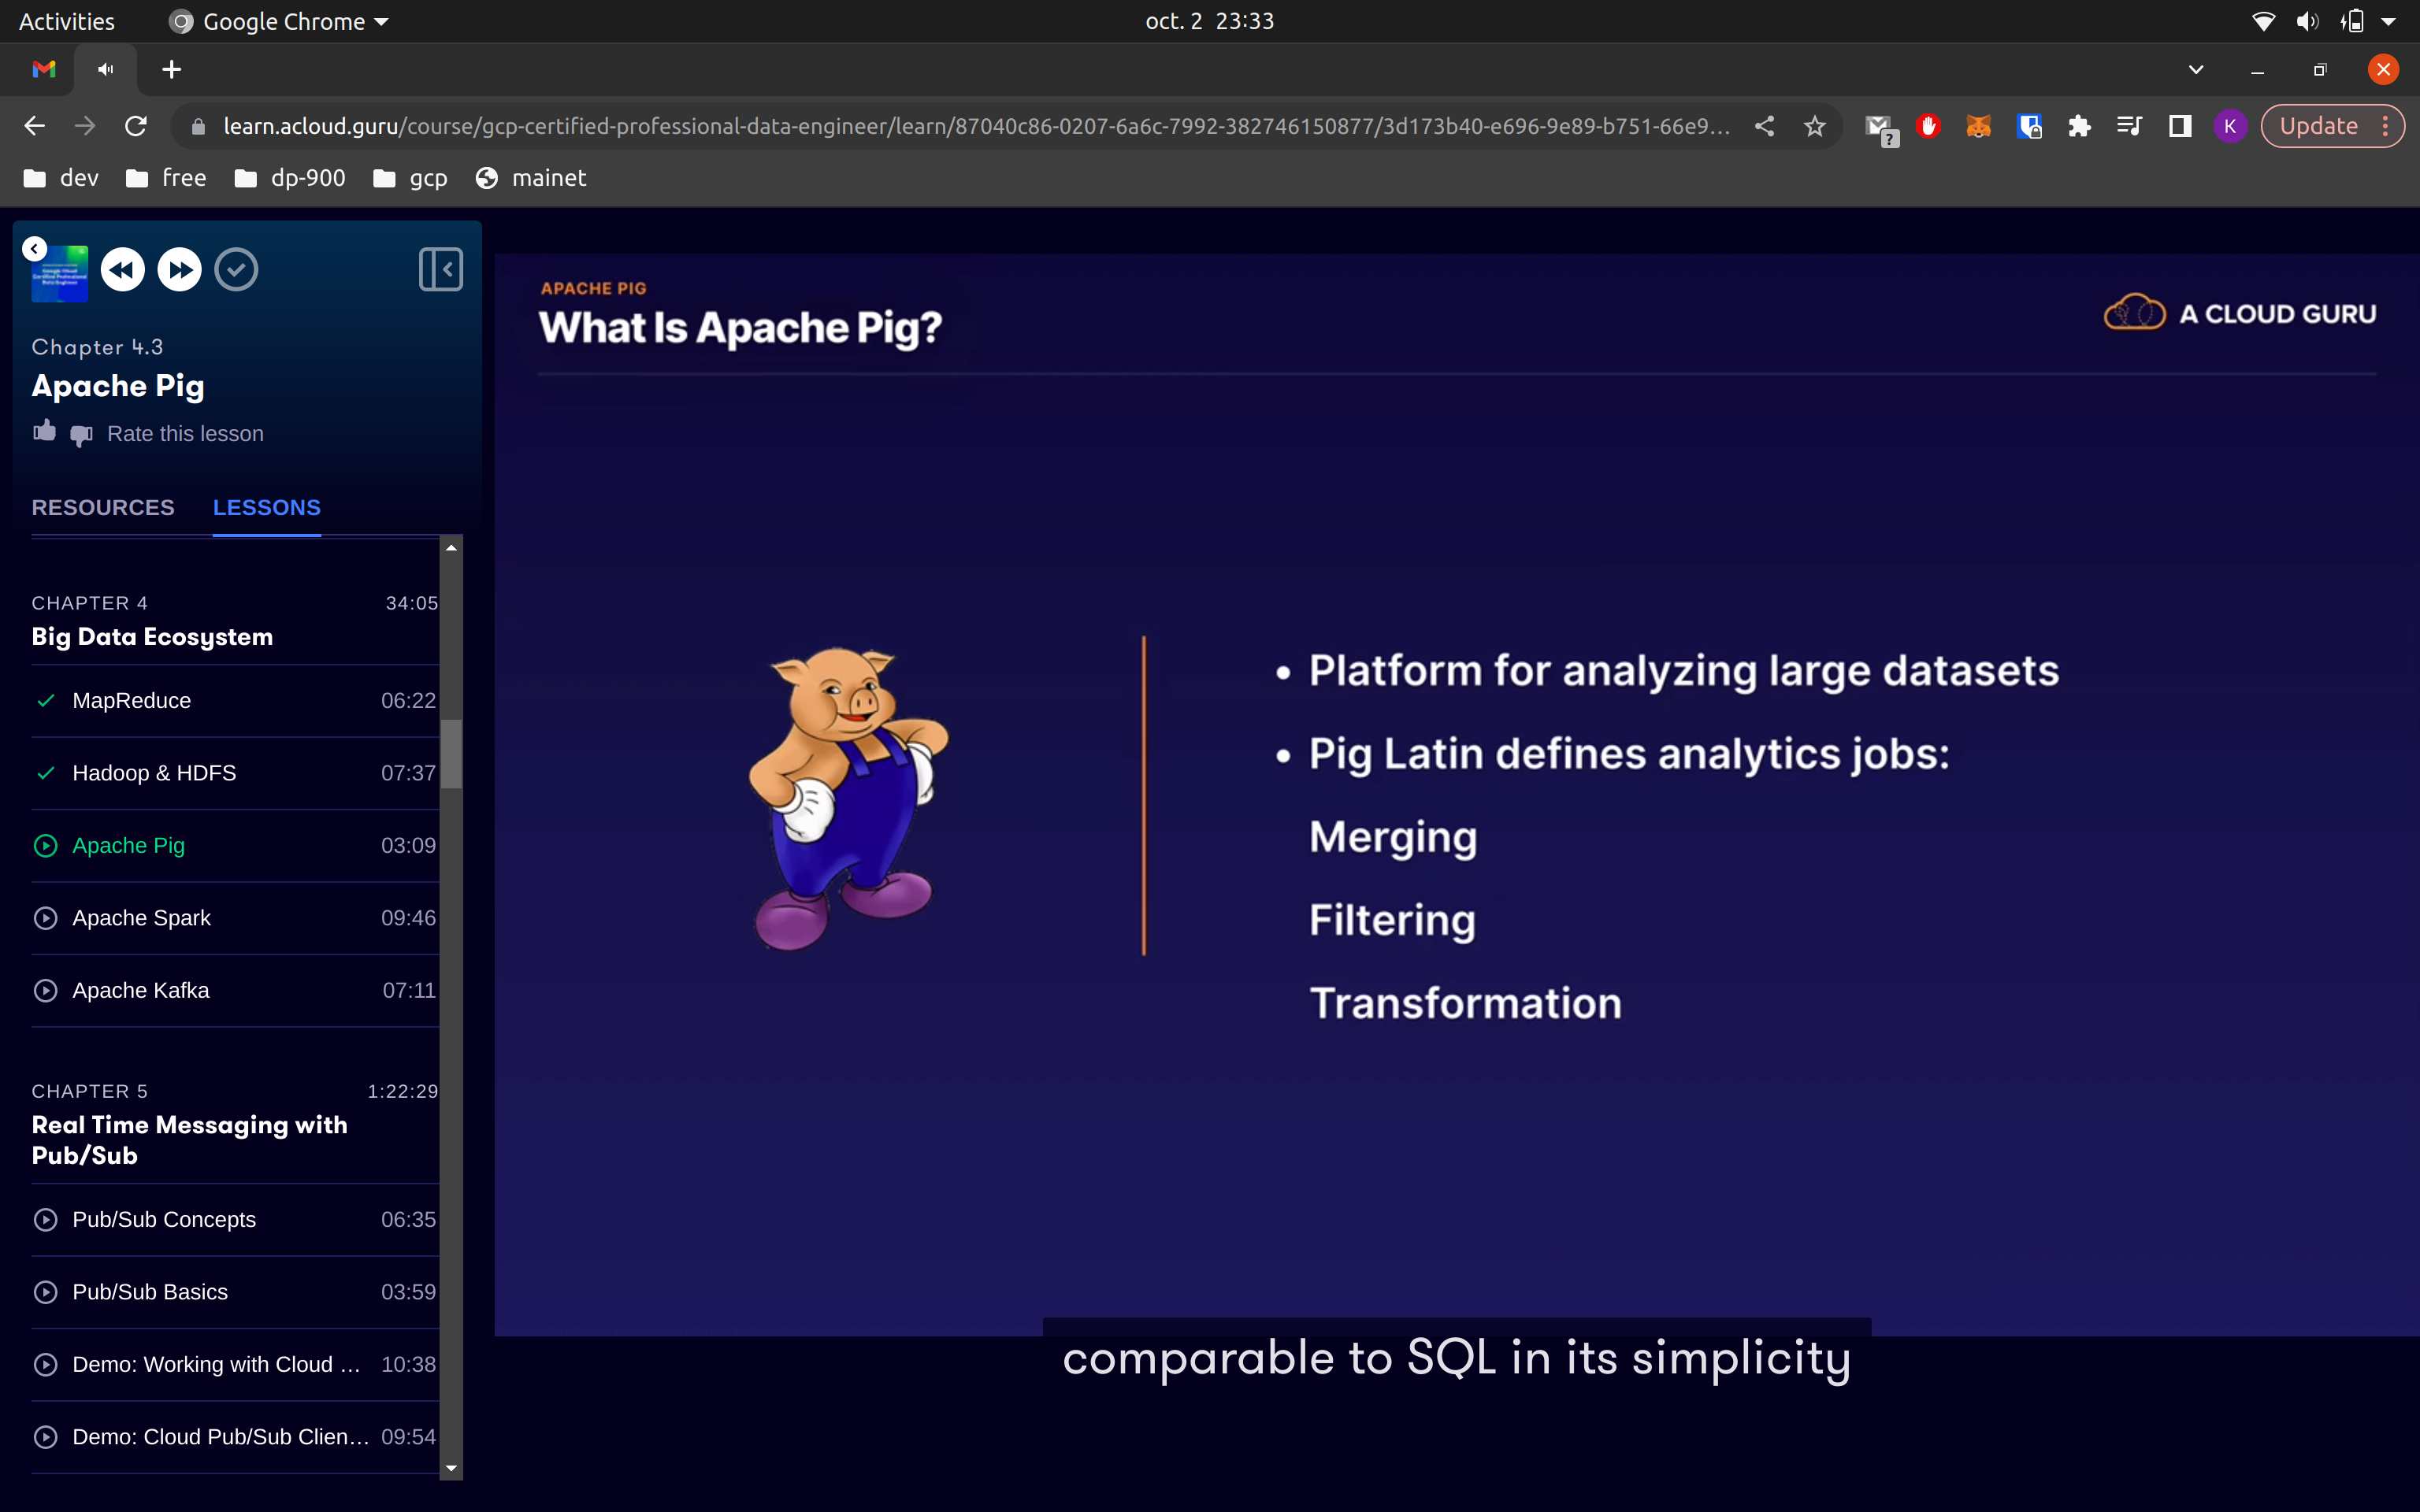 Activities
Google Chrome
oct. 2 23:33
learn.acloud.guru/course/gcp-certified-professional-data-engineer/learn/87040c86-0207-6a6c-7992-382746150877/3d173b40-e696-9e89-b751-66e9…
?
K
Update
dev
free
dp-900
gcp
mainet
Google Cloud
Certified Professional
Data Engineer
Chapter 4.3
Apache Pig
Rate this lesson
RESOURCES
LESSONS
CHAPTER 4
34:05
Big Data Ecosystem
MapReduce
06:22
Hadoop & HDFS
07:37
Apache Pig
03:09
Apache Spark
09:46
Apache Kafka
07:11
CHAPTER 5
1:22:29
Real Time Messaging with
Pub/Sub
Pub/Sub Concepts
06:35
Pub/Sub Basics
03:59
Demo: Working with Cloud …
10:38
Demo: Cloud Pub/Sub Clien…
09:54
APACHE PIG
What Is Apache Pig?
A CLOUD GURU
• Platform for analyzing large datasets
• Pig Latin defines analytics jobs:
Merging
Filtering
Transformation
comparable to SQL in its simplicity